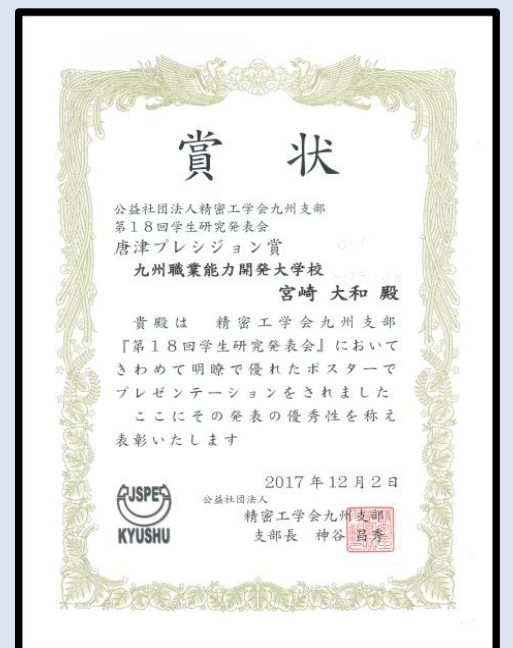 賞状
公益社団法人精密工学会九州支部
第18回学生研究発表会
唐津プレシジョン賞
九州職業能力開発大学校
宮崎 大和 殿
貴殿は 精密工学会九州支部
『第18回学生研究発表会』において
きわめて明瞭で優れたポスターで
プレゼンテーションをされました
ここにその発表の優秀性を称え
表彰いたします
2017年12月2日
公益社団法人
精密工学会九州支部
支部長 神谷 昌秀
JSPE
KYUSHU